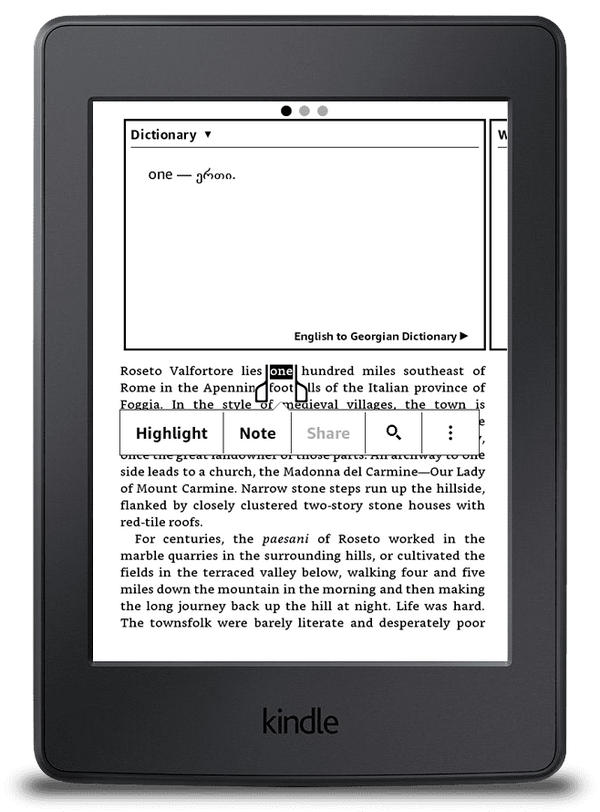 Dictionary ▼
W
one — ერთი.
English to Georgian Dictionary ▶
Roseto Valfortore lies one hundred miles southeast of
Rome in the Apennin foot lls of the Italian province of
Foggia. In the style of medieval villages, the town is
Highlight Note Share
once the great landowner of those parts. An archway to one
side leads to a church, the Madonna del Carmine—Our Lady
of Mount Carmine. Narrow stone steps run up the hillside,
flanked by closely clustered two-story stone houses with
red-tile roofs.
For centuries, the paesani of Roseto worked in the
marble quarries in the surrounding hills, or cultivated the
fields in the terraced valley below, walking four and five
miles down the mountain in the morning and then making
the long journey back up the hill at night. Life was hard.
The townsfolk were barely literate and desperately poor
kindle